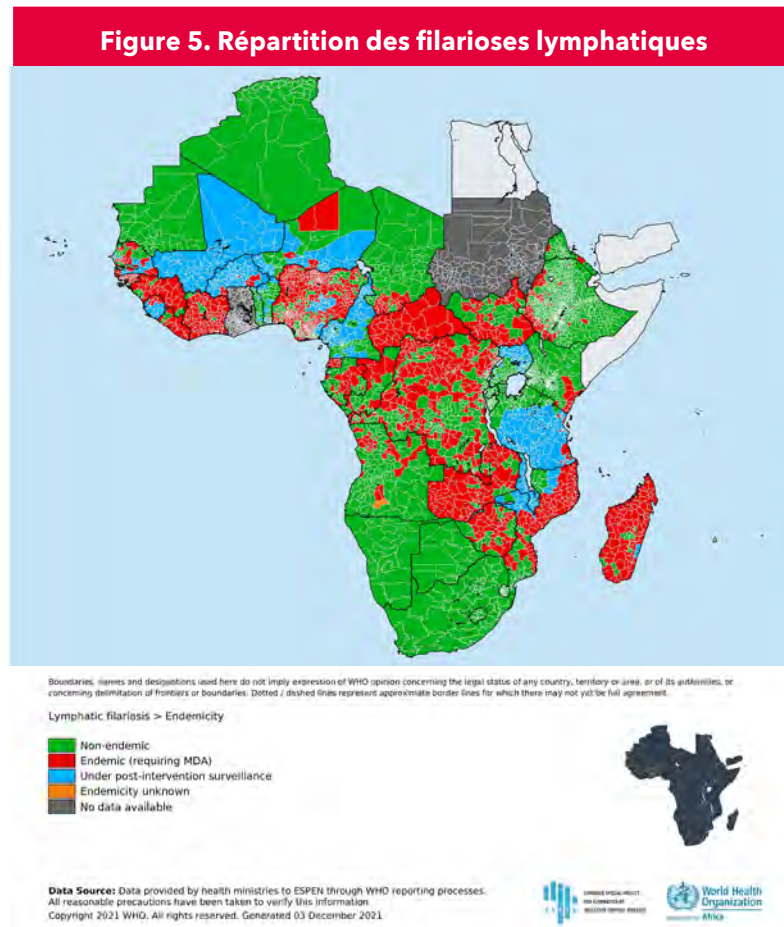 Figure 5. Répartition des filarioses lymphatiques
Boundaries, names and designations used here do not imply expression of WHO opinion concerning the legal status of any country, territory or area, or of its authorities, or
concerning delimitation of frontiers or boundaries. Dotted / dashed lines represent approximate border lines for which there may not yet be full agreement.
Lymphatic filariasis > Endemicity
Non-endemic
Endemic (requiring MDA)
Under post-intervention surveillance
Endemicity unknown
No data available
Data Source: Data provided by health ministries to ESPEN through WHO reporting processes.
All reasonable precautions have been taken to verify this information
Copyright 2021 WHO. All rights reserved. Generated 03 December 2021
World Health
Organization
Africa